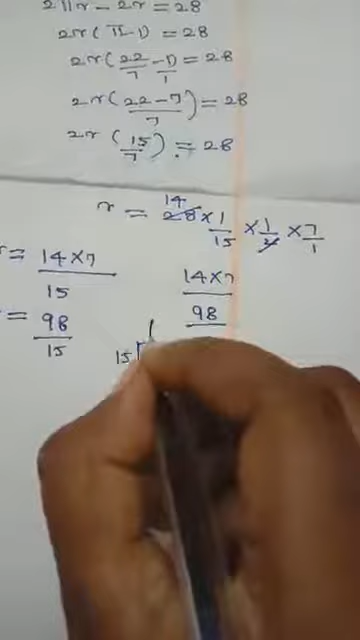 2πr - 2r = 28
2r(π-1) = 28
2r(22/7 - 1/1) = 28
2r(22-7/7) = 28
2r(15/7) = 28
r = 28 14 × 1/15 × 1/2 × 7/1
r = 14×7/15
14×7
= 98/15
98
15